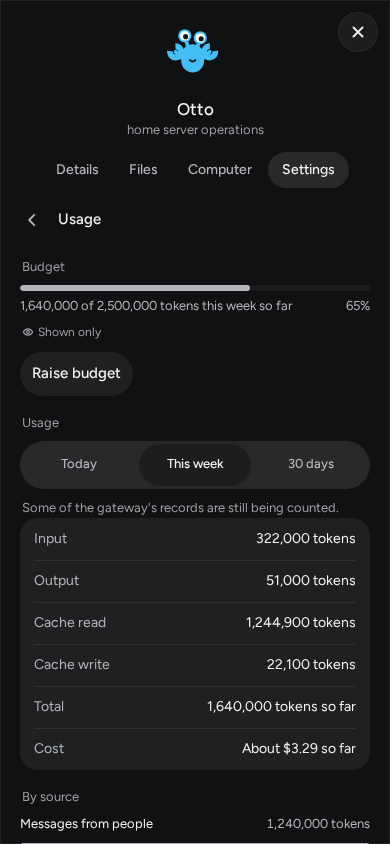 Otto
home server operations
Details Files Computer Settings
Usage
Budget
1,640,000 of 2,500,000 tokens this week so far 65%
Shown only
Raise budget
Usage
Today This week 30 days
Some of the gateway's records are still being counted.
Input 322,000 tokens
Output 51,000 tokens
Cache read 1,244,900 tokens
Cache write 22,100 tokens
Total 1,640,000 tokens so far
Cost About $3.29 so far
By source
Messages from people 1,240,000 tokens